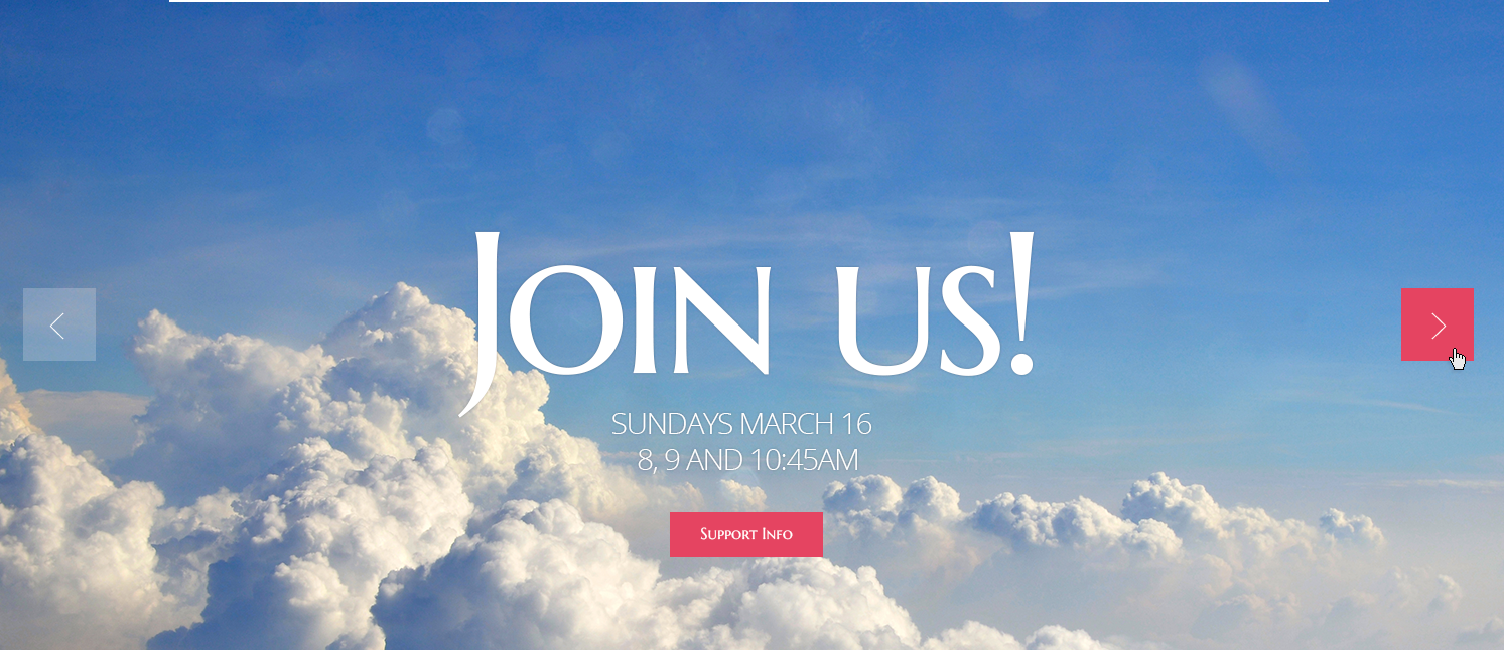 JOIN US!
SUNDAYS MARCH 16
8, 9 AND 10:45AM
SUPPORT INFO